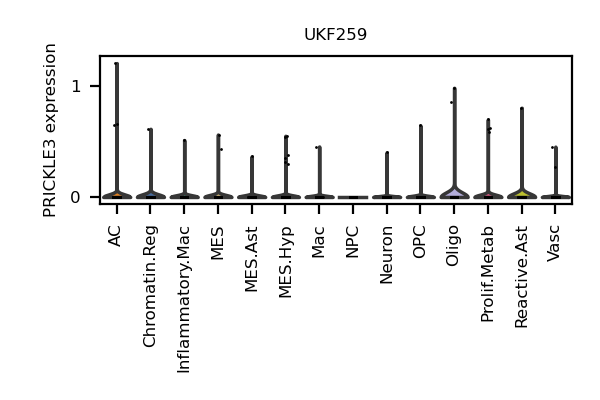 UKF259
PRICKLE3 expression
1
0
AC
Chromatin.Reg
Inflammatory.Mac
MES
MES.Ast
MES.Hyp
Mac
NPC
Neuron
OPC
Oligo
Prolif.Metab
Reactive.Ast
Vasc